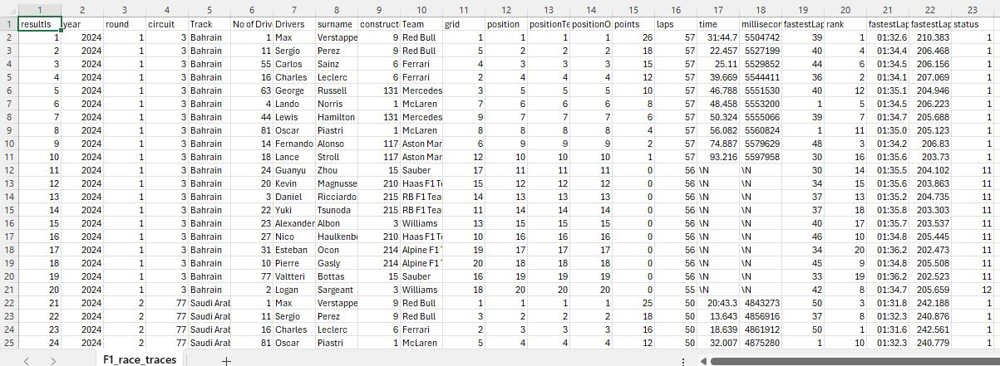 1 2 3 4 5 6 7 8 9 10 11 12 13 14 15 16 17 18 19 20 21 22 23
1 resultIs year round circuit Track No of Driv Drivers surname construct Team grid position positionTe positionO points laps time millisecor fastestLap rank fastestLap fastestLap status
2 1 2024 1 3 Bahrain 1 Max Verstappe 9 Red Bull 1 1 1 1 26 57 31:44.7 5504742 39 1 01:32.6 210.383 1
3 2 2024 1 3 Bahrain 11 Sergio Perez 9 Red Bull 5 2 2 2 18 57 22.457 5527199 40 4 01:34.4 206.468 1
4 3 2024 1 3 Bahrain 55 Carlos Sainz 6 Ferrari 4 3 3 3 15 57 25.11 5529852 44 6 01:34.5 206.156 1
5 4 2024 1 3 Bahrain 16 Charles Leclerc 6 Ferrari 2 4 4 4 12 57 39.669 5544411 36 2 01:34.1 207.069 1
6 5 2024 1 3 Bahrain 63 George Russell 131 Mercedes 3 5 5 5 10 57 46.788 5551530 40 12 01:35.1 204.946 1
7 6 2024 1 3 Bahrain 4 Lando Norris 1 McLaren 7 6 6 6 8 57 48.458 5553200 1 5 01:34.5 206.223 1
8 7 2024 1 3 Bahrain 44 Lewis Hamilton 131 Mercedes 9 7 7 7 6 57 50.324 5555066 39 7 01:34.7 205.688 1
9 8 2024 1 3 Bahrain 81 Oscar Piastri 1 McLaren 8 8 8 8 4 57 56.082 5560824 1 11 01:35.0 205.123 1
10 9 2024 1 3 Bahrain 14 Fernando Alonso 117 Aston Mar 6 9 9 9 2 57 74.887 5579629 48 3 01:34.2 206.83 1
11 10 2024 1 3 Bahrain 18 Lance Stroll 117 Aston Mar 12 10 10 10 1 57 93.216 5597958 30 16 01:35.6 203.73 1
12 11 2024 1 3 Bahrain 24 Guanyu Zhou 15 Sauber 17 11 11 11 0 56 \N \N 30 14 01:35.5 204.102 11
13 12 2024 1 3 Bahrain 20 Kevin Magnusse 210 Haas F1 Te 15 12 12 12 0 56 \N \N 34 15 01:35.6 203.863 11
14 13 2024 1 3 Bahrain 3 Daniel Ricciardo 215 RB F1 Tea 14 13 13 13 0 56 \N \N 37 13 01:35.2 204.735 11
15 14 2024 1 3 Bahrain 22 Yuki Tsunoda 215 RB F1 Tea 11 14 14 14 0 56 \N \N 37 18 01:35.8 203.303 11
16 15 2024 1 3 Bahrain 23 Alexander Albon 3 Williams 13 15 15 15 0 56 \N \N 40 17 01:35.7 203.537 11
17 16 2024 1 3 Bahrain 27 Nico Haulkenb 210 Haas F1 Te 10 16 16 16 0 56 \N \N 46 10 01:34.8 205.445 11
18 17 2024 1 3 Bahrain 31 Esteban Ocon 214 Alpine F1 T 19 17 17 17 0 56 \N \N 34 20 01:36.2 202.473 11
19 18 2024 1 3 Bahrain 10 Pierre Gasly 214 Alpine F1 T 20 18 18 18 0 56 \N \N 45 9 01:34.8 205.508 11
20 19 2024 1 3 Bahrain 77 Valtteri Bottas 15 Sauber 16 19 19 19 0 56 \N \N 33 19 01:36.2 202.523 11
21 20 2024 1 3 Bahrain 2 Logan Sargeant 3 Williams 18 20 20 20 0 55 \N \N 42 8 01:34.7 205.659 12
22 21 2024 2 77 Saudi Arab 1 Max Verstappe 9 Red Bull 1 1 1 1 25 50 20:43.3 4843273 50 3 01:31.8 242.188 1
23 22 2024 2 77 Saudi Arab 11 Sergio Perez 9 Red Bull 3 2 2 2 18 50 13.643 4856916 37 8 01:32.3 240.876 1
24 23 2024 2 77 Saudi Arab 16 Charles Leclerc 6 Ferrari 2 3 3 3 16 50 18.639 4861912 50 1 01:31.6 242.561 1
25 24 2024 2 77 Saudi Arab 81 Oscar Piastri 1 McLaren 5 4 4 4 12 50 32.007 4875280 1 10 01:32.3 240.779 1
F1_race_traces